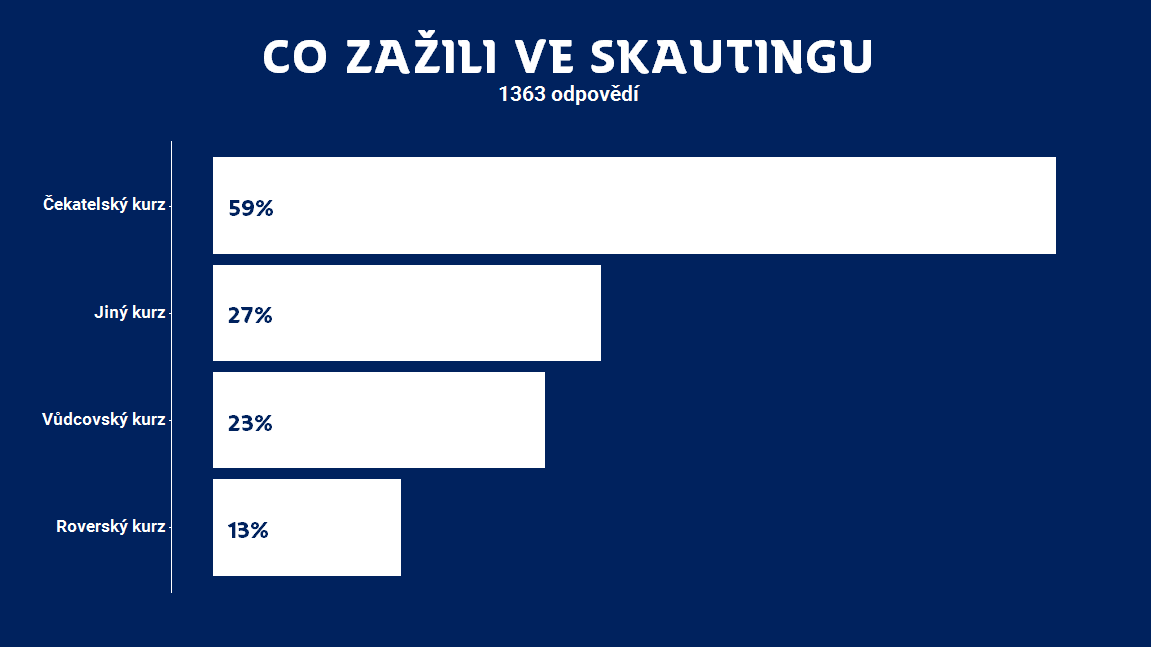 CO ZAŽILI VE SKAUTINGU
1363 odpovědí
Čekatelský kurz
59%
Jiný kurz
27%
Vůdcovský kurz
23%
Roverský kurz
13%